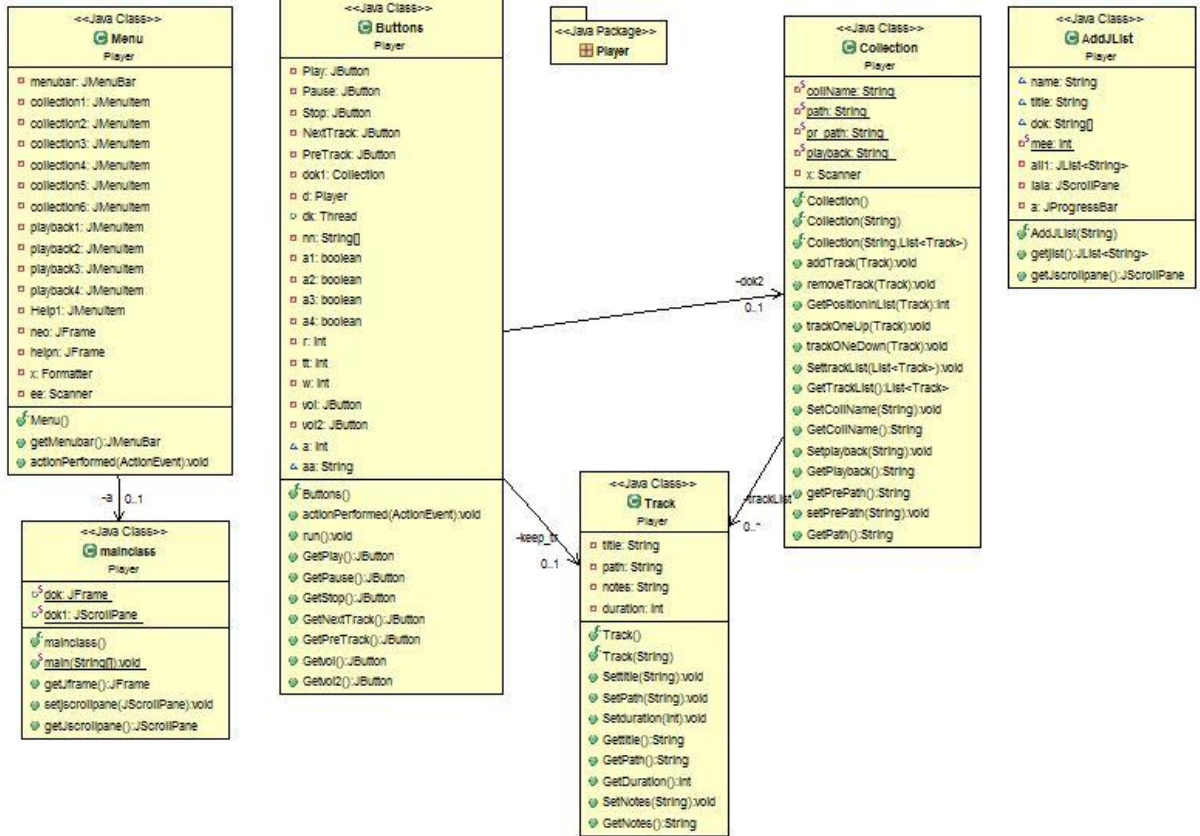 <<Java Class>>
Menu
Player
menubar: JMenuBar
collection1: JMenuItem
collection2: JMenuItem
collection3: JMenuItem
collection4: JMenuItem
collection5: JMenuItem
collection6: JMenuItem
playback1: JMenuItem
playback2: JMenuItem
playback3: JMenuItem
playback4: JMenuItem
Help1: JMenuItem
neo: JFrame
helpn: JFrame
x: Formatter
ee: Scanner
Menu()
getMenubar():JMenuBar
actionPerformed(ActionEvent):void
-a
0..1
<<Java Class>>
mainclass
Player
dok: JFrame
dok1: JScrollPane
mainclass()
main(String[]):void
getJframe():JFrame
setjscrollpane(JScrollPane):void
getJscrollpane():JScrollPane
<<Java Class>>
Buttons
Player
Play: JButton
Pause: JButton
Stop: JButton
NextTrack: JButton
PreTrack: JButton
dok1: Collection
d: Player
dk: Thread
nn: String[]
a1: boolean
a2: boolean
a3: boolean
a4: boolean
r: int
tt: int
w: int
vol: JButton
vol2: JButton
a: int
aa: String
Buttons()
actionPerformed(ActionEvent):void
run():void
GetPlay():JButton
GetPause():JButton
GetStop():JButton
GetNextTrack():JButton
GetPreTrack():JButton
Getvol():JButton
Getvol2():JButton
-dok2
0..1
-keep_tr
0..1
<<Java Package>>
Player
<<Java Class>>
Track
Player
title: String
path: String
notes: String
duration: int
Track()
Track(String)
Settitle(String):void
SetPath(String):void
Setduration(int):void
Gettitle():String
GetPath():String
GetDuration():int
SetNotes(String):void
GetNotes():String
<<Java Class>>
Collection
Player
collName: String
path: String
pr_path: String
playback: String
x: Scanner
Collection()
Collection(String)
Collection(String,List<Track>)
addTrack(Track):void
removeTrack(Track):void
GetPositionInList(Track):int
trackOneUp(Track):void
trackONeDown(Track):void
SettrackList(List<Track>):void
GetTrackList():List<Track>
SetCollName(String):void
GetCollName():String
Setplayback(String):void
GetPlayback():String
getPrePath():String
setPrePath(String):void
GetPath():String
-trackList
0..*
<<Java Class>>
AddJList
Player
name: String
title: String
dok: String[]
mee: int
all1: JList<String>
lala: JScrollPane
a: JProgressBar
AddJList(String)
getjlist():JList<String>
getJscrollpane():JScrollPane